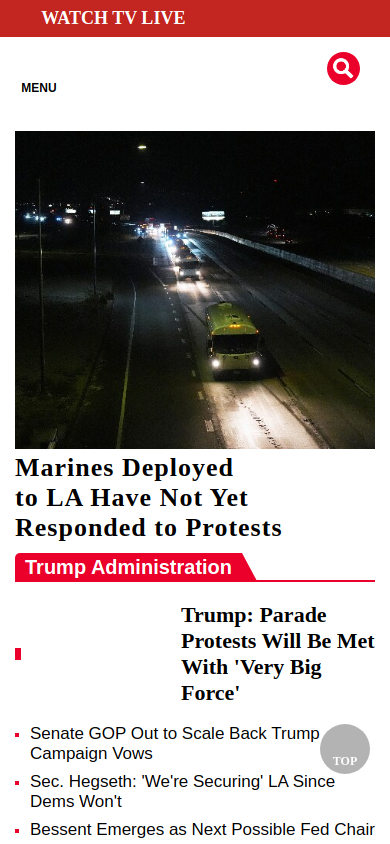 WATCH TV LIVE
MENU
Marines Deployed
to LA Have Not Yet
Responded to Protests
Trump Administration
Trump: Parade
Protests Will Be Met
With 'Very Big
Force'
Senate GOP Out to Scale Back Trump
Campaign Vows
Sec. Hegseth: 'We're Securing' LA Since
Dems Won't
Bessent Emerges as Next Possible Fed Chair
TOP